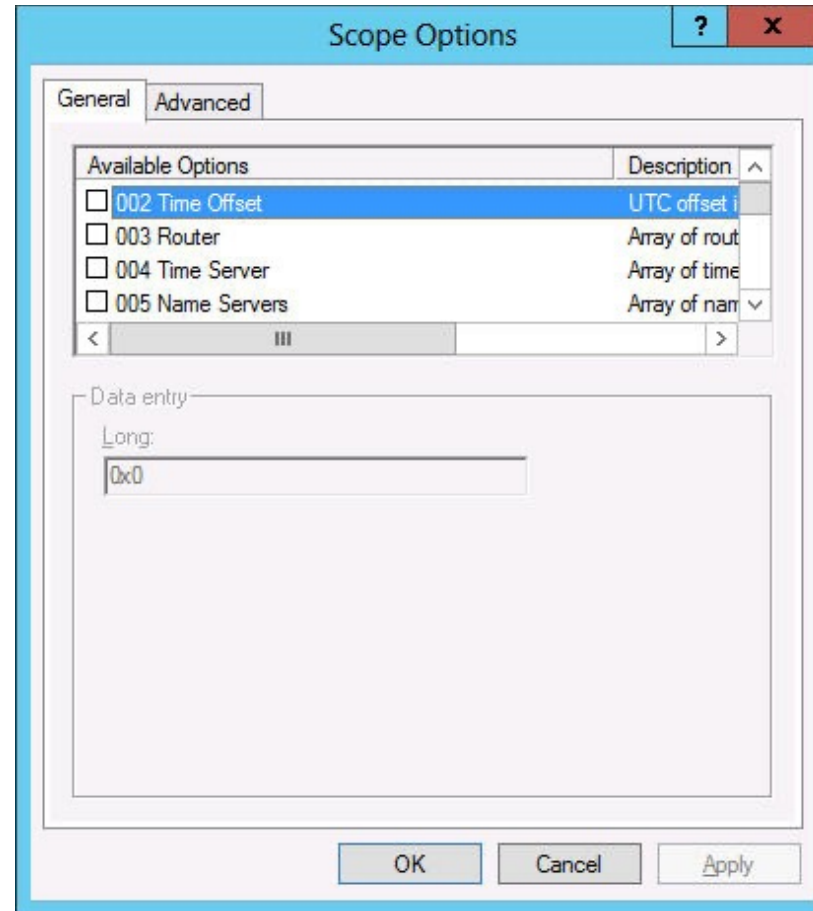 Scope Options
? x
General Advanced
Available Options Description
002 Time Offset UTC offset i
003 Router Array of rout
004 Time Server Array of time
005 Name Servers Array of nam
Data entry
Long:
0x0
OK Cancel Apply